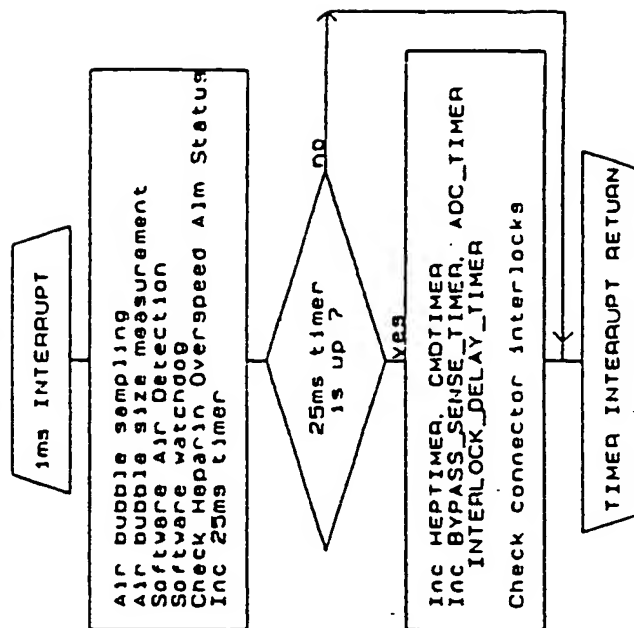 1ms INTERRUPT
Air bubble sampling
Air bubble size measurement
Software Air Detection
Software watchdog
Check Heparin Overspeed Alm Status
Inc 25ms timer
25ms timer
is up ?
no
yes
Inc HEPTIMER, CMDTIMER
Inc BYPASS_SENSE_TIMER, ADC_TIMER
INTERLOCK_DELAY_TIMER
Check connector interlocks
TIMER INTERRUPT RETURN